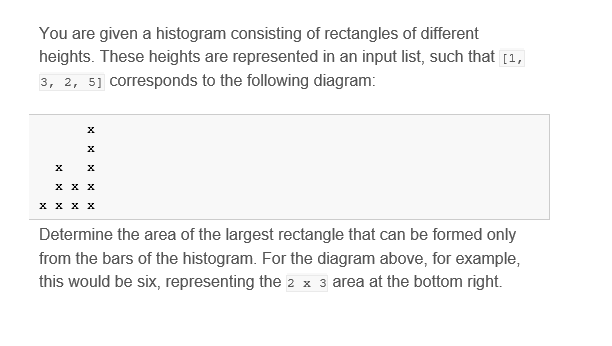 You are given a histogram consisting of rectangles of different
heights. These heights are represented in an input list, such that [1,
3, 2, 5] corresponds to the following diagram:
      x
      x
  x   x
  x x x
x x x x
Determine the area of the largest rectangle that can be formed only
from the bars of the histogram. For the diagram above, for example,
this would be six, representing the 2 x 3 area at the bottom right.